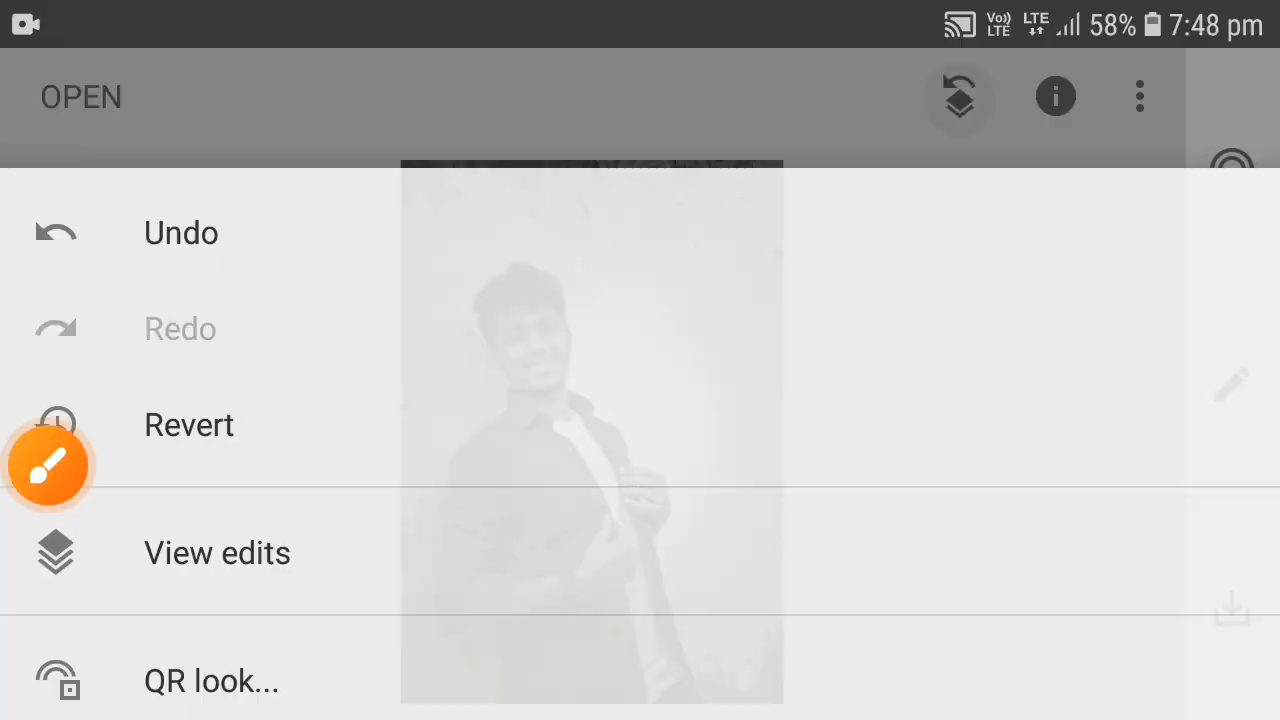 Vo)) LTE LTE 58% 7:48 pm
OPEN
Undo
Redo
Revert
View edits
QR look...